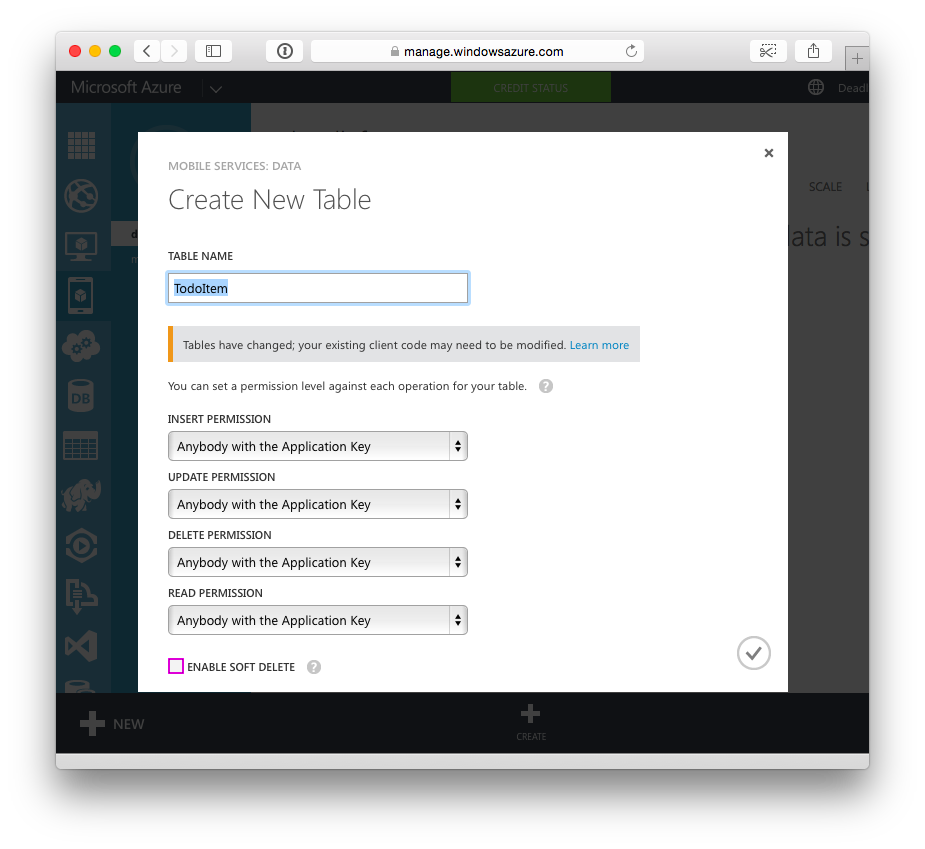 manage.windowsazure.com
Microsoft Azure
CREDIT STATUS
SCALE
data is s
MOBILE SERVICES: DATA
Create New Table
TABLE NAME
TodoItem
Tables have changed; your existing client code may need to be modified. Learn more
You can set a permission level against each operation for your table. ?
INSERT PERMISSION
Anybody with the Application Key
UPDATE PERMISSION
Anybody with the Application Key
DELETE PERMISSION
Anybody with the Application Key
READ PERMISSION
Anybody with the Application Key
ENABLE SOFT DELETE ?
DB
NEW
CREATE